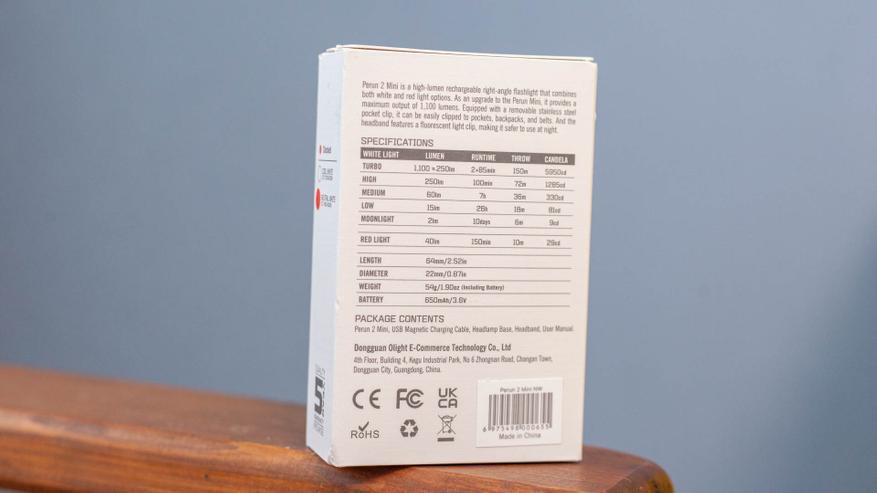 Perun 2 Mini is a high-lumen rechargeable right-angle flashlight that combines
both white and red light options. As an upgrade to the Perun Mini, it provides a
maximum output of 1,100 lumens. Equipped with a removable stainless steel
pocket clip, it can be easily clipped to pockets, backpacks, and belts. And the
headband features a fluorescent light clip, making it safer to use at night.
SPECIFICATIONS
WHITE LIGHT LUMEN RUNTIME THROW CANDELA
TURBO 1,100≈250lm 2+85min 150m 5950cd
HIGH 250lm 100min 72m 1285cd
MEDIUM 60lm 7h 36m 330cd
LOW 15lm 26h 18m 81cd
MOONLIGHT 2lm 10days 6m 9cd
RED LIGHT 40lm 150min 10m 29cd
LENGTH 64mm/2.52in
DIAMETER 22mm/0.87in
WEIGHT 54g/1.90oz (Including Battery)
BATTERY 650mAh/3.6V
PACKAGE CONTENTS
Perun 2 Mini, USB Magnetic Charging Cable, Headlamp Base, Headband, User Manual
Dongguan Olight E-Commerce Technology Co., Ltd
4th Floor, Building 4, Kegu Industrial Park, No 6 Zhongnan Road, Changan Town,
Dongguan City, Guangdong, China.
CE FC UK
CA
RoHS
Perun 2 Mini NW
6 975498 000655
Made in China